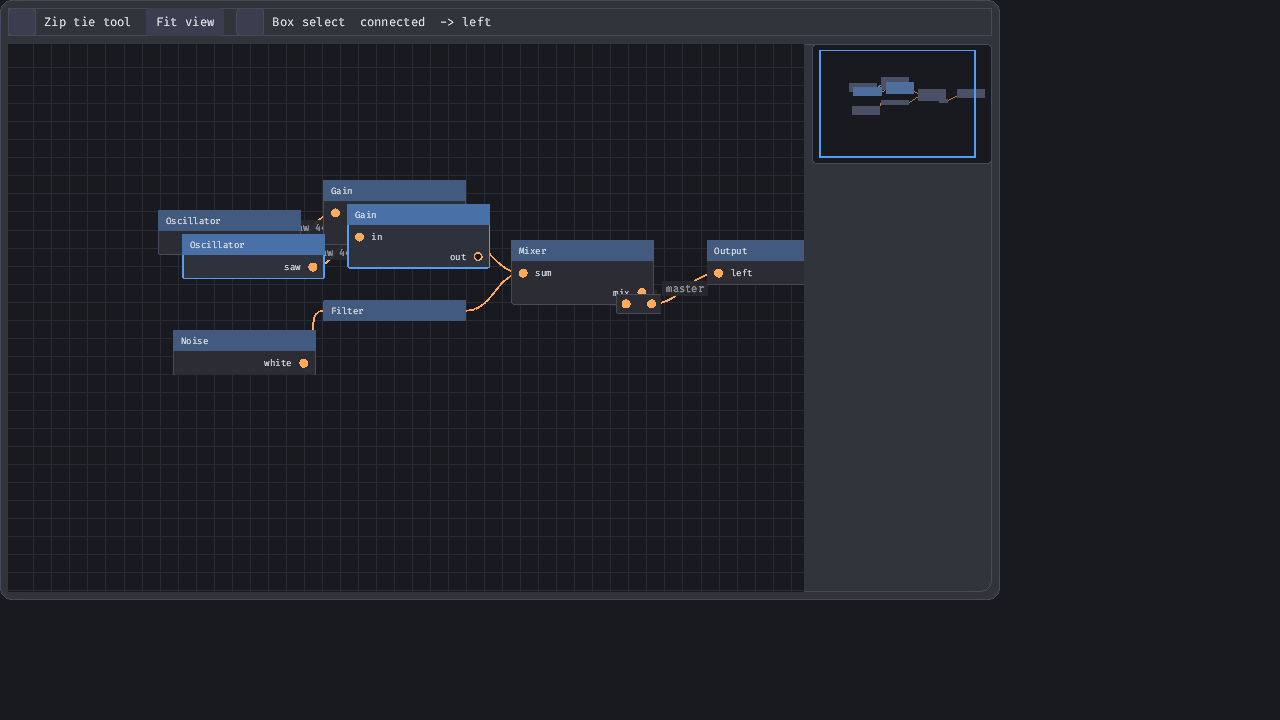 Zip tie tool Fit view Box select connected -> left
Gain
Oscillator
Gain
in
out
Oscillator
saw
Mixer
sum
Output
left
master
Filter
Noise
white